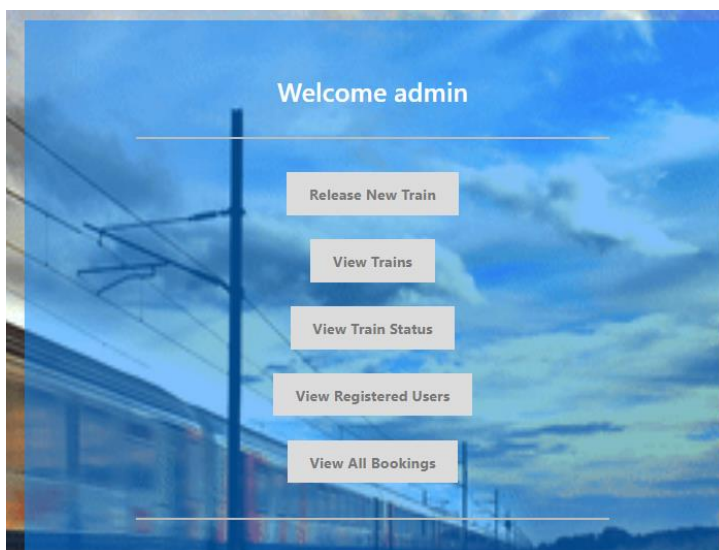 Welcome admin
Release New Train
View Trains
View Train Status
View Registered Users
View All Bookings